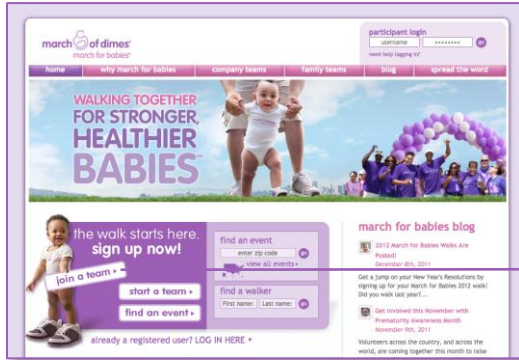 march of dimes®
march for babies®
participant login
username
••••••••
go
need help logging in?
home
why march for babies
company teams
family teams
blog
spread the word
WALKING TOGETHER
FOR STRONGER,
HEALTHIER
BABIES™
the walk starts here.
sign up now!
join a team
start a team
find an event
already a registered user? LOG IN HERE
find an event
enter zip code
go
view all events
find a walker
First name:
Last name:
go
march for babies blog
2012 March for Babies Walks Are
Posted!
December 8th, 2011
Get a jump on your New Year's Resolutions by
signing up for your March for Babies 2012 walk!
Did you walk last year?...
Get involved this November with
Prematurity Awareness Month
November 9th, 2011
Volunteers across the country, and across the
world, are coming together this month to raise